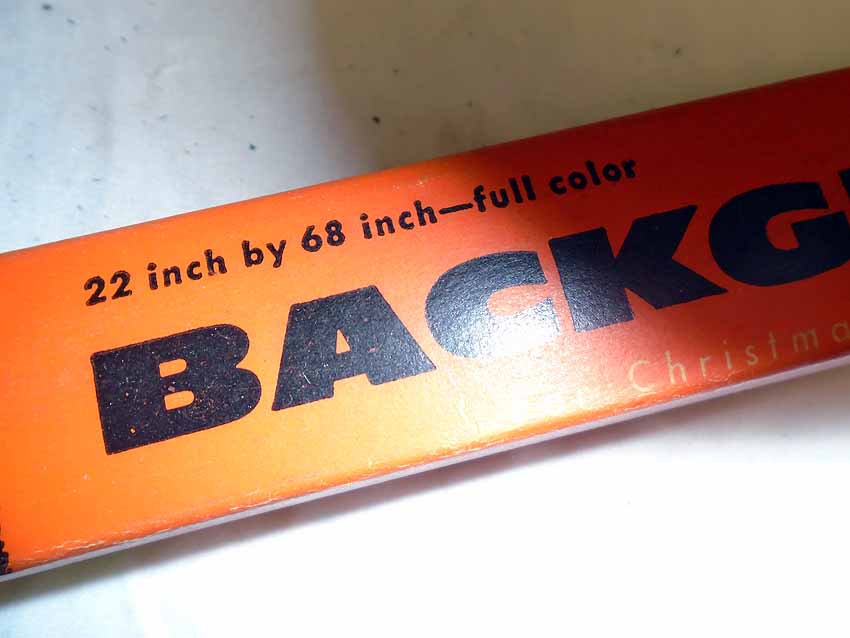 22 inch by 68 inch—full color
BACKG
Christma